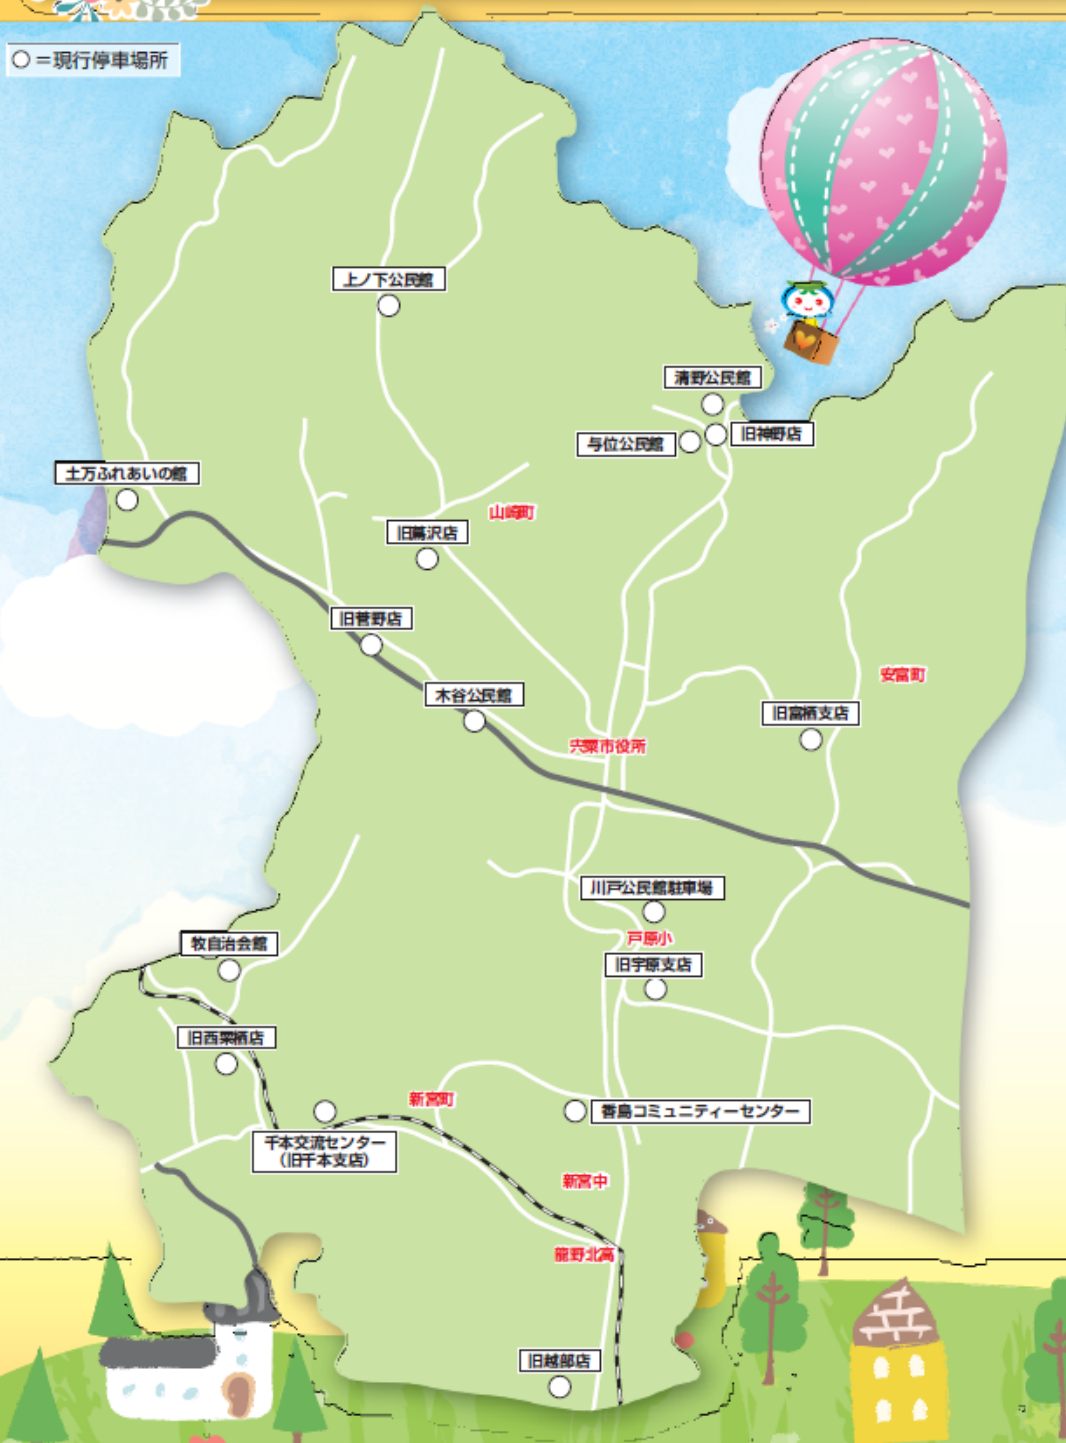 ○=現行停車場所
上ノ下公民館
清野公民館
旧神野店
与位公民館
土万ふれあいの館
山崎町
旧蔦沢店
旧菅野店
安富町
木谷公民館
旧富栖支店
宍粟市役所
川戸公民館駐車場
戸原小
牧自治会館
旧宇原支店
旧西栗栖店
新宮町
香島コミュニティーセンター
千本交流センター
（旧千本支店）
新宮中
龍野北高
旧越部店